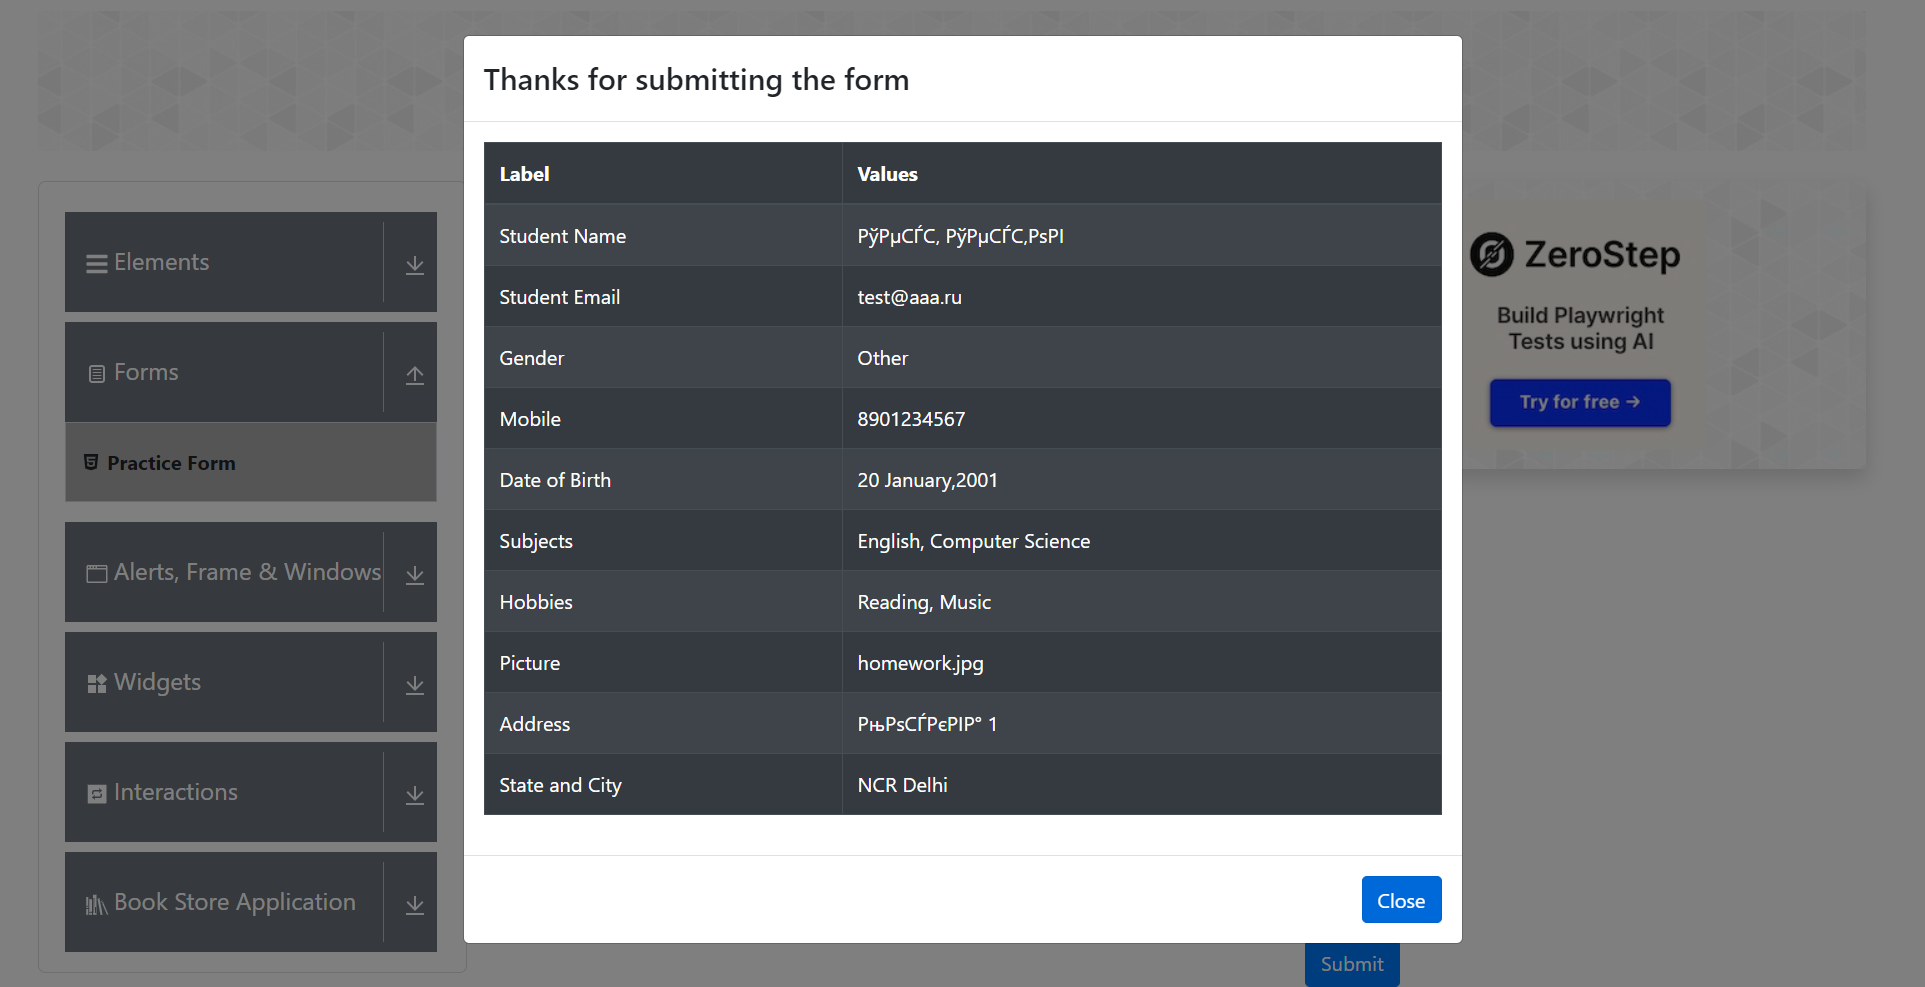 Thanks for submitting the form
Label Values
Student Name РўРµСЃС‚ РўРµСЃС‚РѕРІ
Student Email test@aaa.ru
Gender Other
Mobile 8901234567
Date of Birth 20 January,2001
Subjects English, Computer Science
Hobbies Reading, Music
Picture homework.jpg
Address РњРѕСЃРєРІР° 1
State and City NCR Delhi
Close
Submit
Elements
Forms
Practice Form
Alerts, Frame & Windows
Widgets
Interactions
Book Store Application
ZeroStep
Build Playwright
Tests using AI
Try for free →